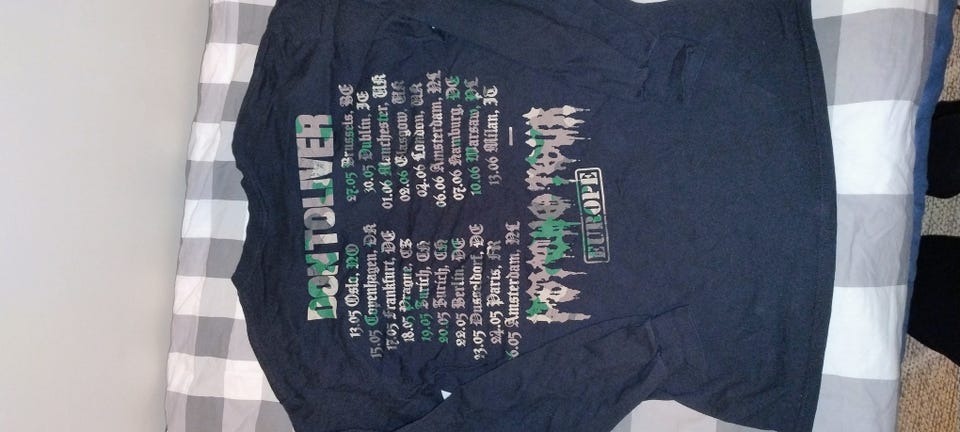 DON TOLIVER
13.05 Oslo, NO
15.05 Copenhagen, DK
17.05 Frankfurt, DE
18.05 Prague, CZ
19.05 Zurich, CH
20.05 Zurich, CH
22.05 Berlin, DE
23.05 Dusseldorf, DE
24.05 Paris, FR
6.05 Amsterdam, NL
27.05 Brussels, BE
30.05 Dublin, IE
01.06 Manchester, UK
02.06 Glasgow, UK
04.06 London, UK
06.06 Amsterdam, NL
07.06 Hamburg, DE
10.06 Warsaw, PL
13.06 Milan, IT
TOUR
EUROPE